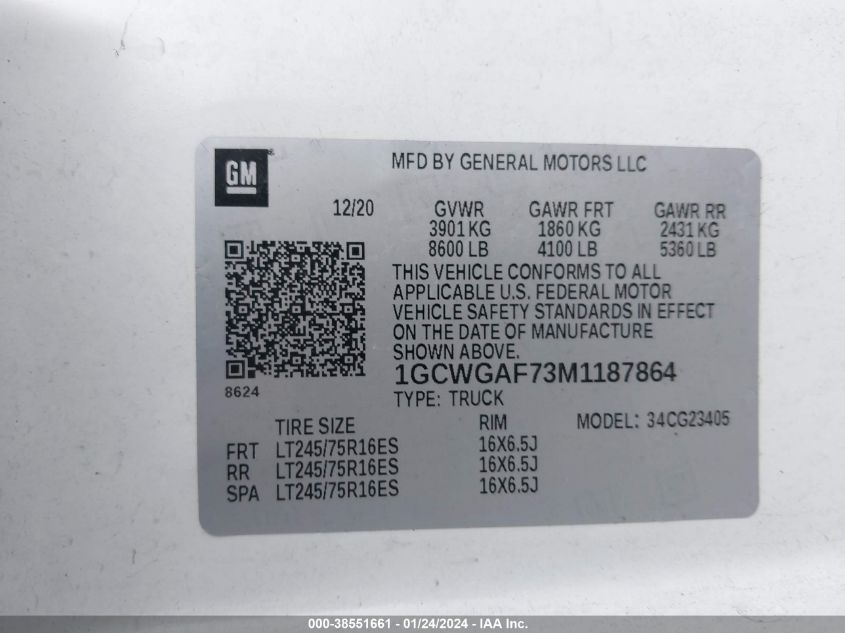 GM
MFD BY GENERAL MOTORS LLC
12/20 GVWR GAWR FRT GAWR RR
3901 KG 1860 KG 2431 KG
8600 LB 4100 LB 5360 LB
THIS VEHICLE CONFORMS TO ALL
APPLICABLE U.S. FEDERAL MOTOR
VEHICLE SAFETY STANDARDS IN EFFECT
ON THE DATE OF MANUFACTURE
SHOWN ABOVE.
8624
1GCWGAF73M1187864
TYPE: TRUCK
TIRE SIZE RIM MODEL: 34CG23405
FRT LT245/75R16ES 16X6.5J
RR LT245/75R16ES 16X6.5J
SPA LT245/75R16ES 16X6.5J
000-38551661 - 01/24/2024 - IAA Inc.